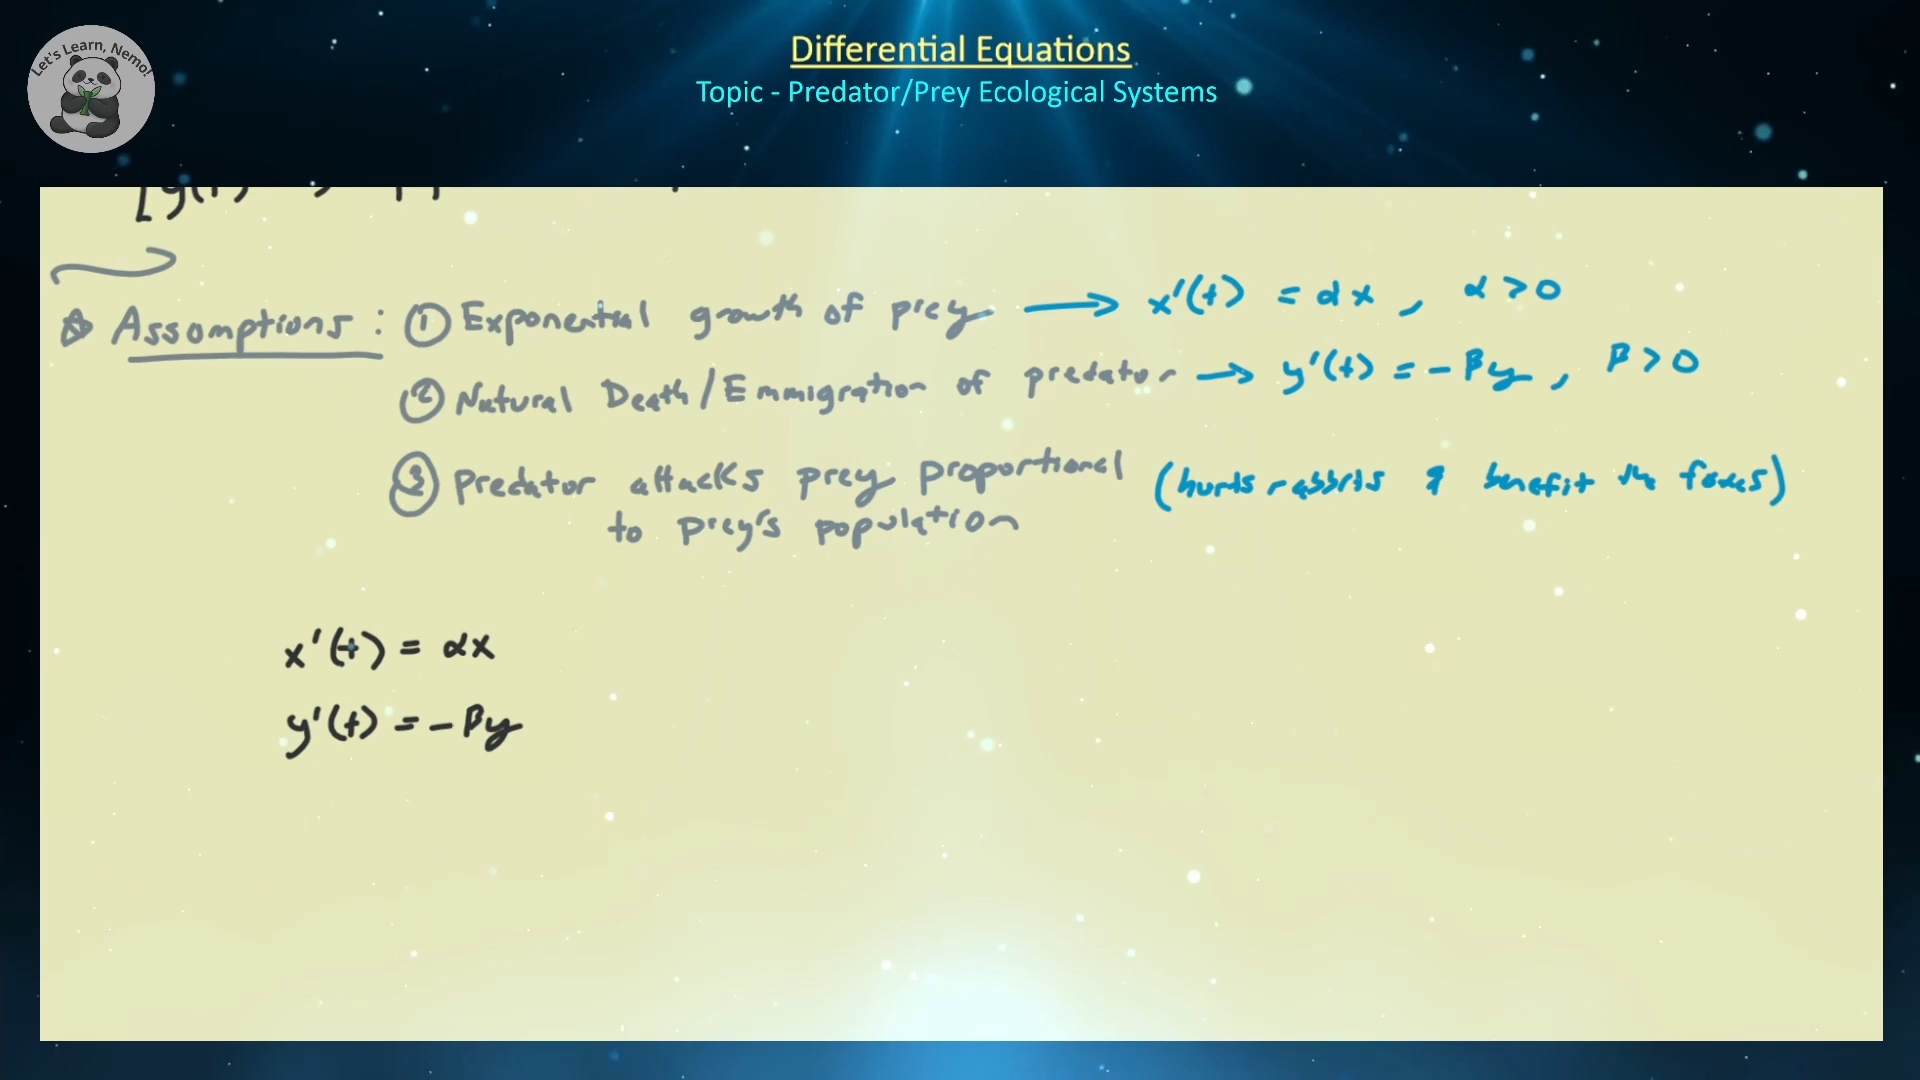 Let's Learn, Nemo!
Differential Equations
Topic - Predator/Prey Ecological Systems
Assomptions : ① Exponential growth of prey → x'(t) = αx , α > 0
② Natural Death/Emmigration of predator → y'(t) = - βy , β > 0
③ Predator attacks prey proportional (hurts rabbits & benefit the foxes)
to prey's population
x'(t) = αx
y'(t) = - βy